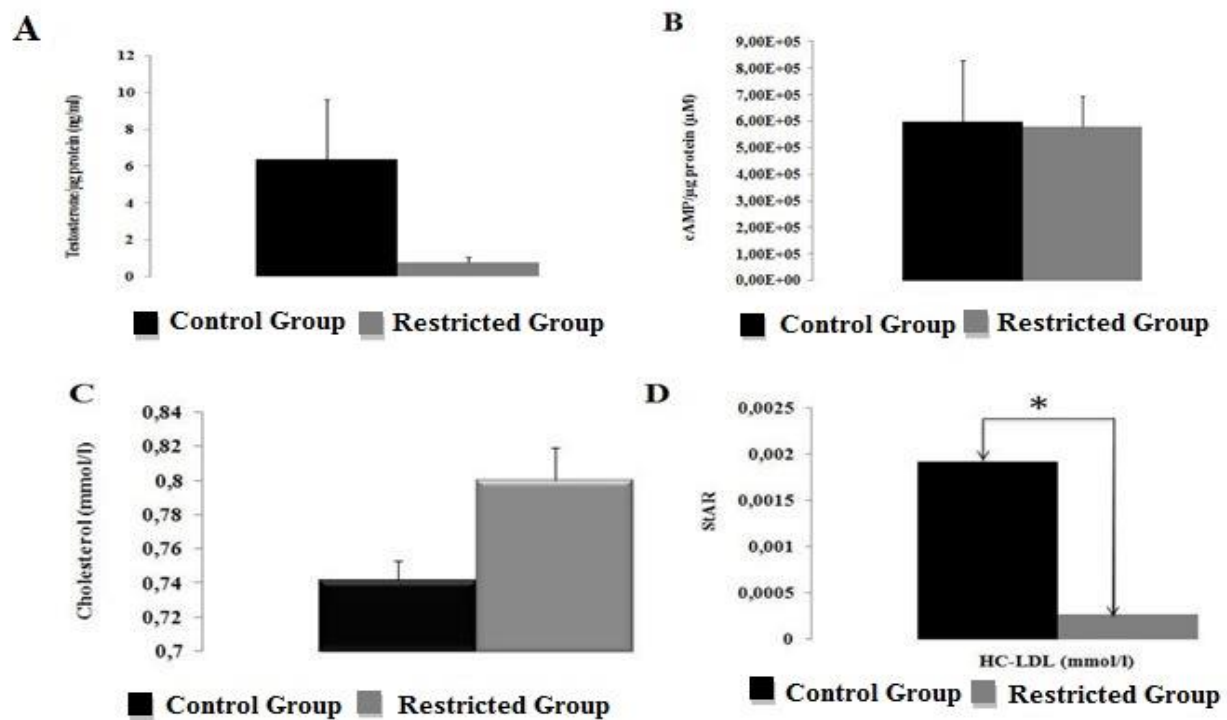 A
Testosterone/µg protein (ng/ml)
12
10
8
6
4
2
0
Control Group Restricted Group
B
cAMP/µg protein (µM)
9,00E+05
8,00E+05
7,00E+05
6,00E+05
5,00E+05
4,00E+05
3,00E+05
2,00E+05
1,00E+05
0,00E+00
Control Group Restricted Group
C
Cholesterol (mmol/l)
0,84
0,82
0,8
0,78
0,76
0,74
0,72
0,7
Control Group Restricted Group
D
StAR
0,0025
0,002
0,0015
0,001
0,0005
0
*
HC-LDL (mmol/l)
Control Group Restricted Group